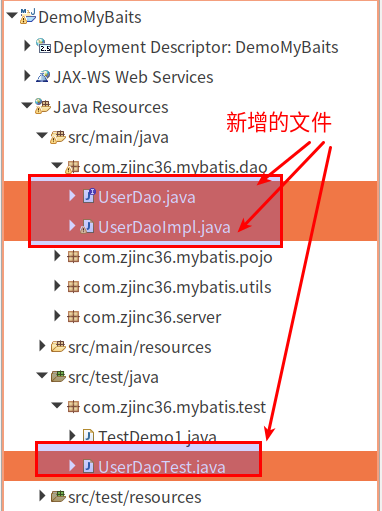 DemoMyBaits
Deployment Descriptor: DemoMyBaits
JAX-WS Web Services
Java Resources
新增的文件
src/main/java
com.zjinc36.mybatis.dao
UserDao.java
UserDaoImpl.java
com.zjinc36.mybatis.pojo
com.zjinc36.mybatis.utils
com.zjinc36.server
src/main/resources
src/test/java
com.zjinc36.mybatis.test
TestDemo1.java
UserDaoTest.java
src/test/resources